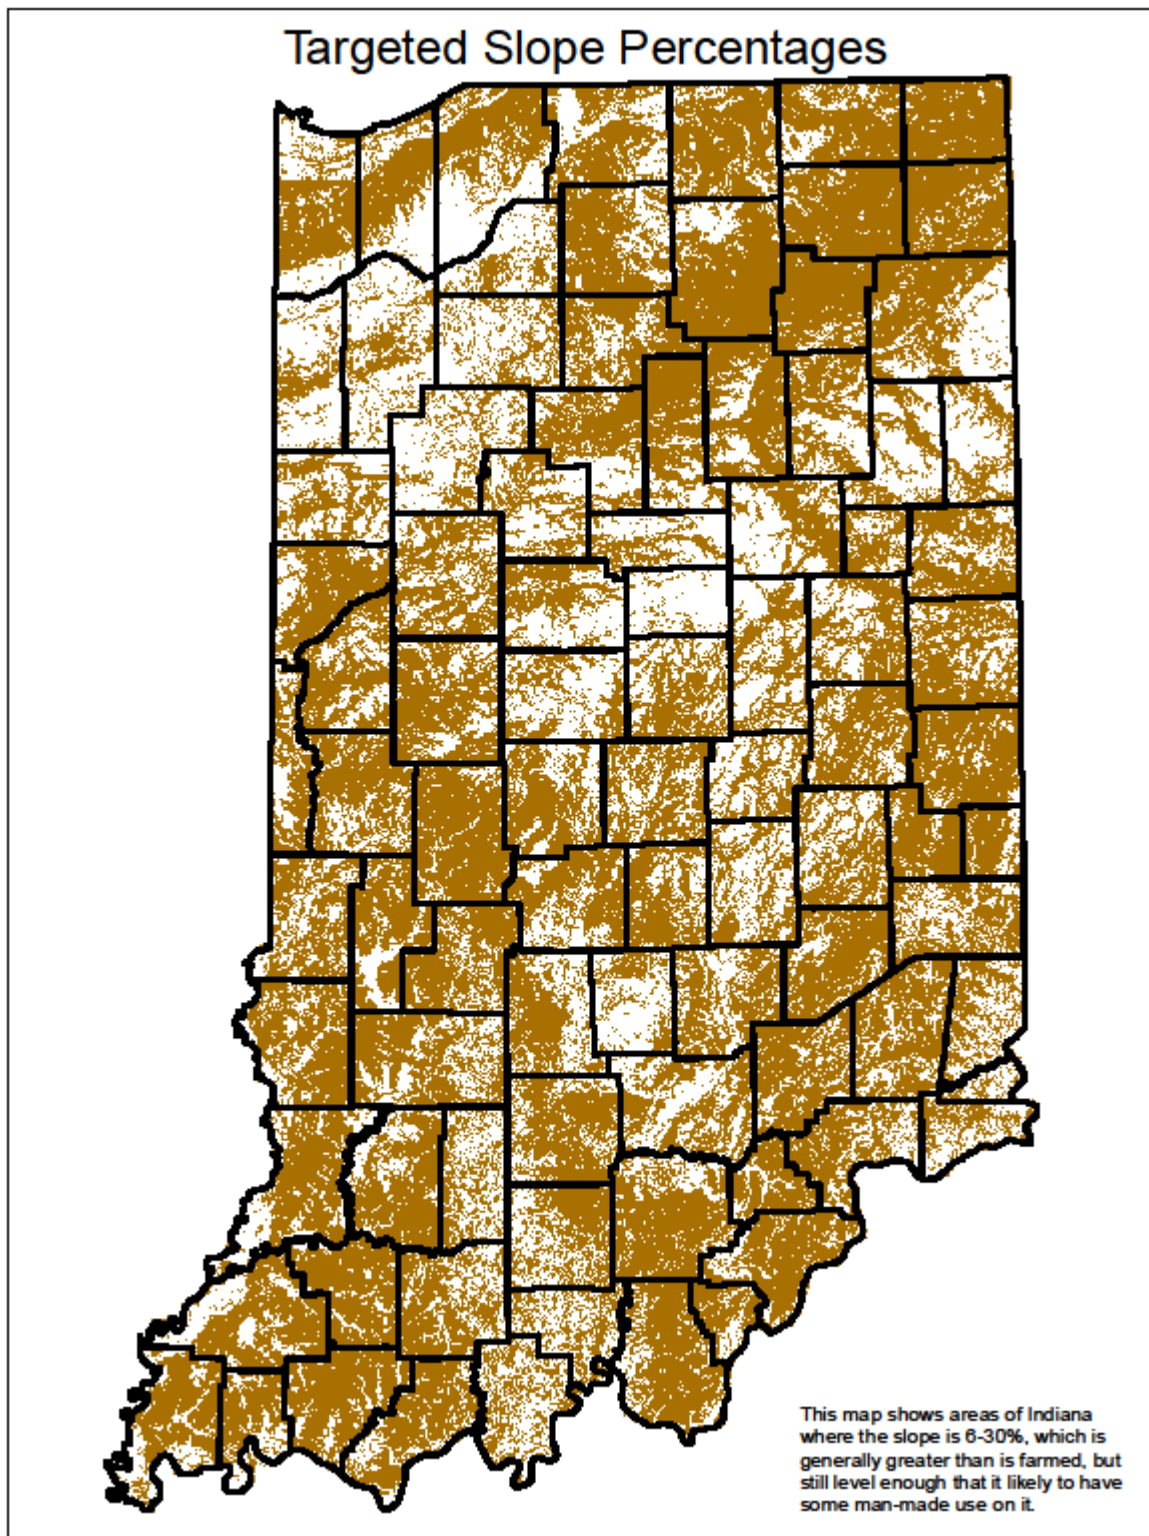 Targeted Slope Percentages
This map shows areas of Indiana
where the slope is 6-30%, which is
generally greater than is farmed, but
still level enough that it likely to have
some man-made use on it.